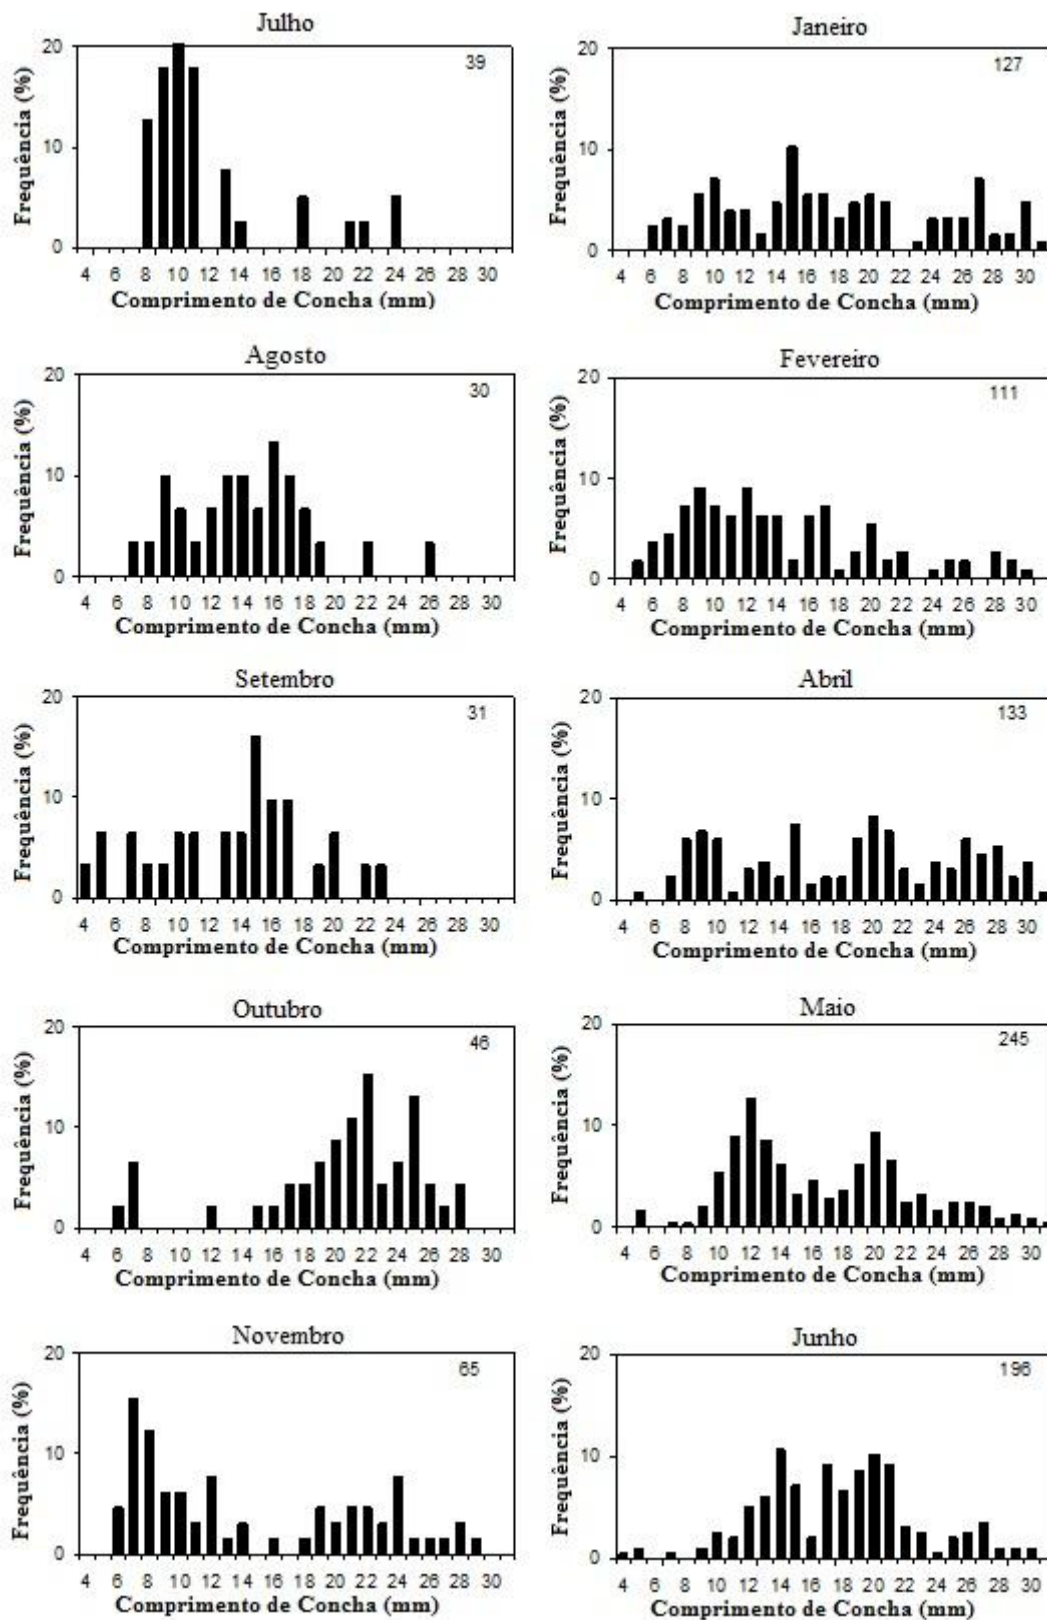 Julho
20
39
10
0
Frequência (%)
4 6 8 10 12 14 16 18 20 22 24 26 28 30
Comprimento de Concha (mm)
Agosto
20
30
10
0
Frequência (%)
4 6 8 10 12 14 16 18 20 22 24 26 28 30
Comprimento de Concha (mm)
Setembro
20
31
10
0
Frequência (%)
4 6 8 10 12 14 16 18 20 22 24 26 28 30
Comprimento de Concha (mm)
Outubro
20
46
10
0
Frequência (%)
4 6 8 10 12 14 16 18 20 22 24 26 28 30
Comprimento de Concha (mm)
Novembro
20
65
10
0
Frequência (%)
4 6 8 10 12 14 16 18 20 22 24 26 28 30
Comprimento de Concha (mm)
Janeiro
20
127
10
0
Frequência (%)
4 6 8 10 12 14 16 18 20 22 24 26 28 30
Comprimento de Concha (mm)
Fevereiro
20
111
10
0
Frequência (%)
4 6 8 10 12 14 16 18 20 22 24 26 28 30
Comprimento de Concha (mm)
Abril
20
133
10
0
Frequência (%)
4 6 8 10 12 14 16 18 20 22 24 26 28 30
Comprimento de Concha (mm)
Maio
20
245
10
0
Frequência (%)
4 6 8 10 12 14 16 18 20 22 24 26 28 30
Comprimento de Concha (mm)
Junho
20
196
10
0
Frequência (%)
4 6 8 10 12 14 16 18 20 22 24 26 28 30
Comprimento de Concha (mm)